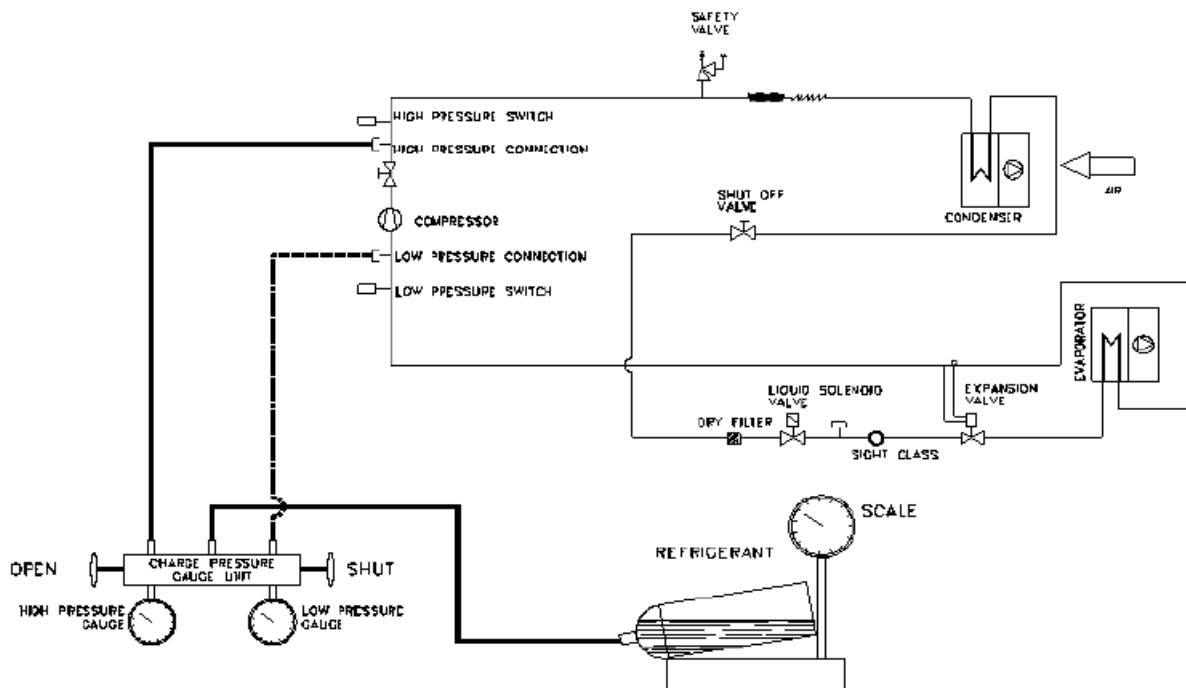 SAFETY
VALVE
HIGH PRESSURE SWITCH
HIGH PRESSURE CONNECTION
AIR
SHUT OFF
VALVE
CONDENSER
COMPRESSOR
LOW PRESSURE CONNECTION
LOW PRESSURE SWITCH
EVAPORATOR
LIQUID SOLENOID
VALVE
EXPANSION
VALVE
DRY FILTER
SIGHT GLASS
SCALE
REFRIGERANT
OPEN
CHARGE PRESSURE
GAUGE UNIT
SHUT
HIGH PRESSURE
GAUGE
LOW PRESSURE
GAUGE